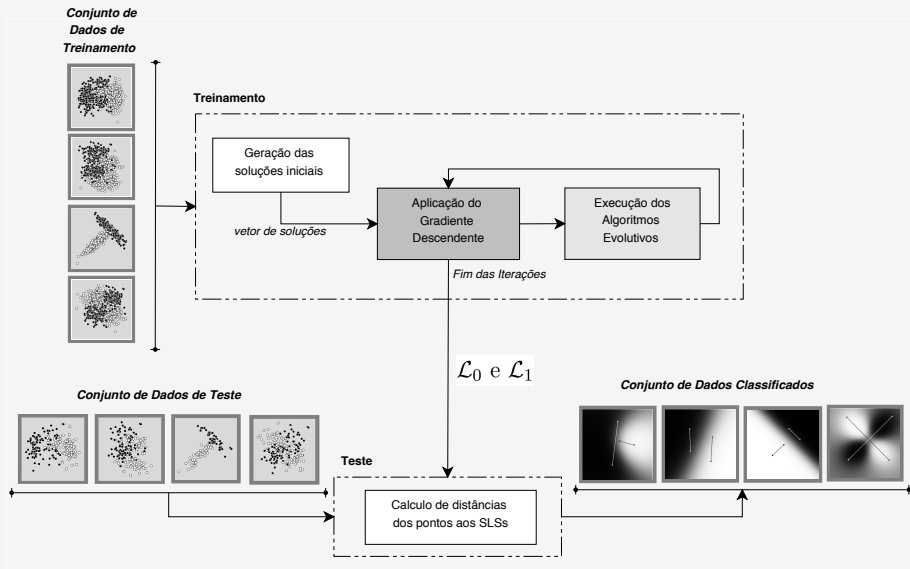 Conjunto de
Dados de
Treinamento
Treinamento
Geração das
soluções iniciais
vetor de soluções
Aplicação do
Gradiente
Descendente
Execução dos
Algoritmos
Evolutivos
Fim das Iterações
ℒ₀ e ℒ₁
Conjunto de Dados de Teste
Conjunto de Dados Classificados
Teste
Calculo de distâncias
dos pontos aos SLSs